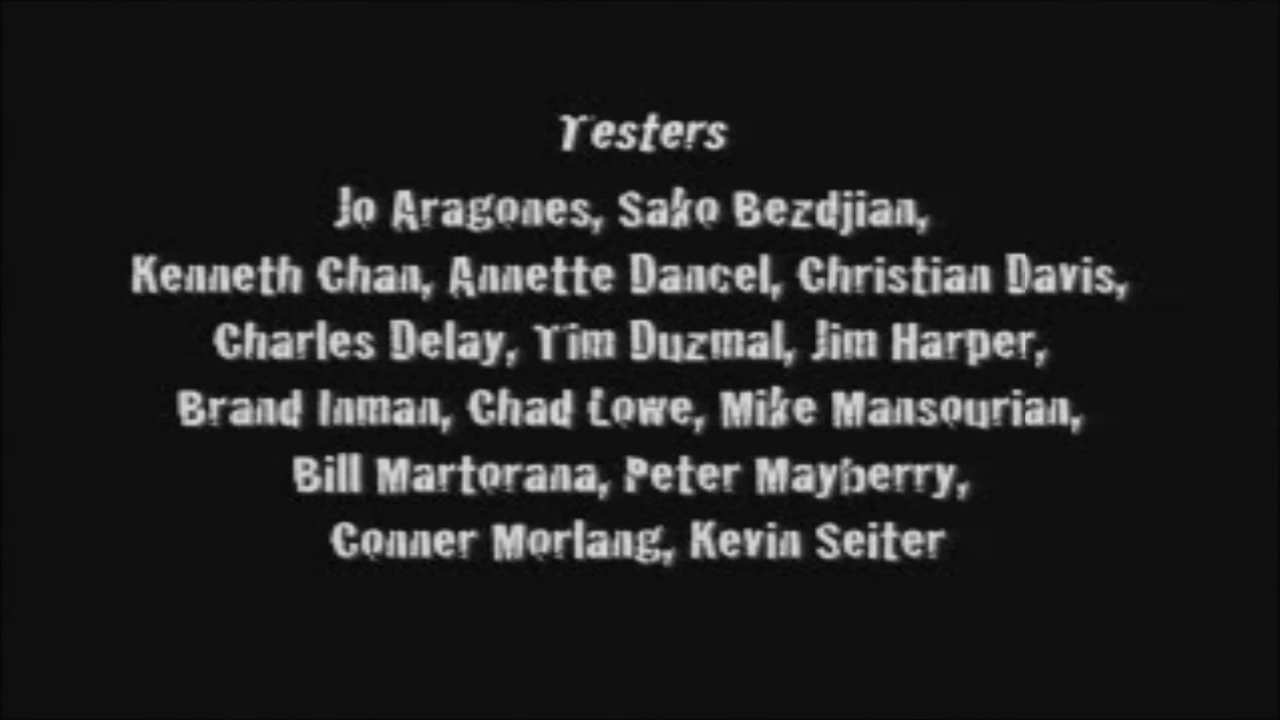 Testers
Jo Aragones, Sako Bezdjian,
Kenneth Chan, Annette Dancel, Christian Davis,
Charles Delay, Tim Duzmal, Jim Harper,
Brand Inman, Chad Lowe, Mike Mansourian,
Bill Martorana, Peter Mayberry,
Conner Morlang, Kevin Seiter